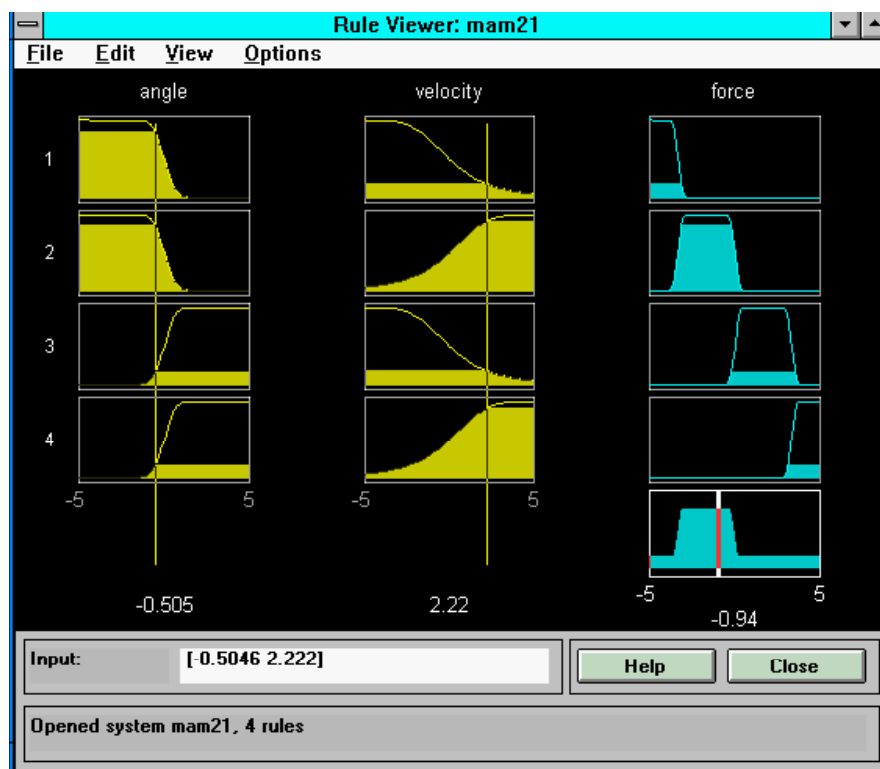 Rule Viewer: mam21
File Edit View Options
angle velocity force
1
2
3
4
-5 5 -5 5
-5 5
-0.505 2.22 -0.94
Input: [-0.5046 2.222] Help Close
Opened system mam21, 4 rules